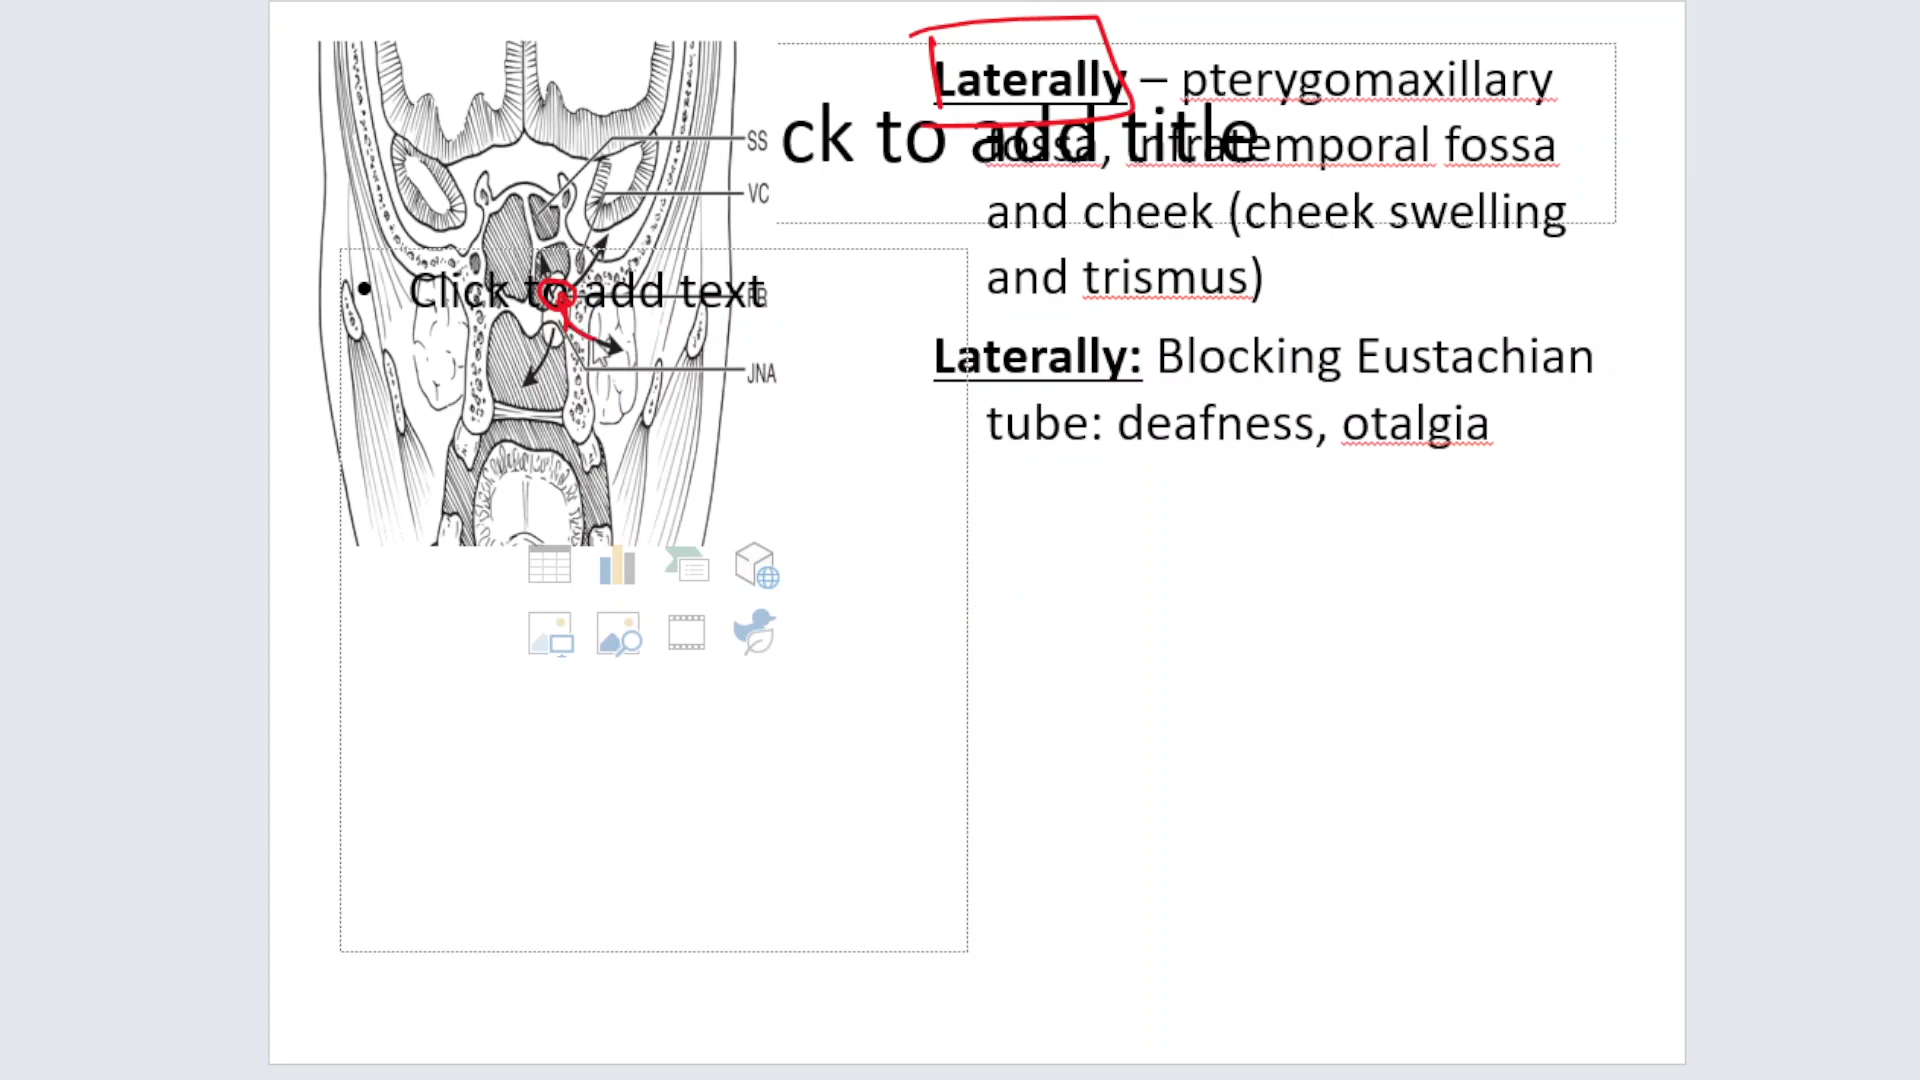 SS
VC
PR
JNA
ck to add title
• Click to add text
Laterally – pterygomaxillary
fossa, infratemporal fossa
and cheek (cheek swelling
and trismus)
Laterally: Blocking Eustachian
tube: deafness, otalgia